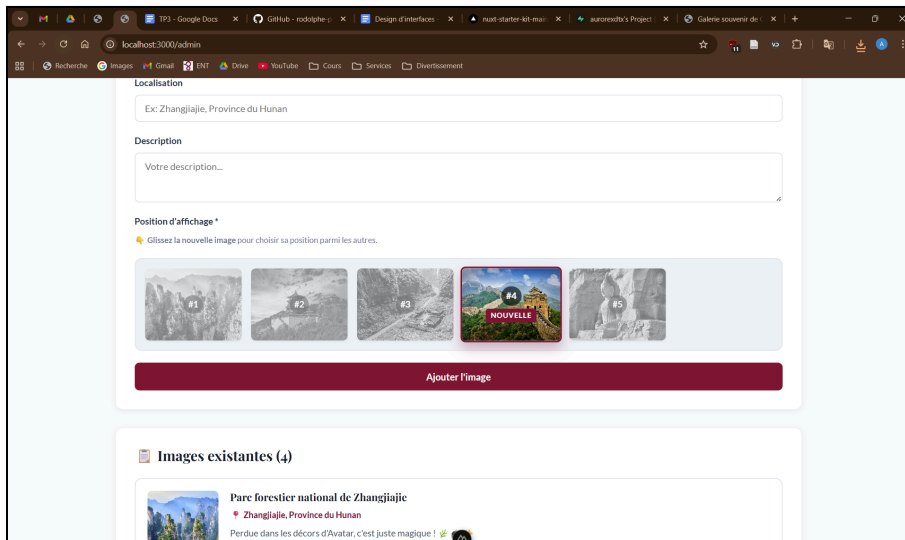 TP3 - Google Docs
GitHub - rodolphe-p
Design d'interfaces -
nuxt-starter-kit-mai
aurorexdtx's Project
Galerie souvenir de
localhost:3000/admin
11
Recherche
Images
Gmail
ENT
Drive
YouTube
Cours
Services
Divertissement
Localisation
Ex: Zhangjiajie, Province du Hunan
Description
Votre description...
Position d'affichage *
Glissez la nouvelle image pour choisir sa position parmi les autres.
#1
#2
#3
#4
NOUVELLE
#5
Ajouter l'image
Images existantes (4)
Parc forestier national de Zhangjiajie
Zhangjiajie, Province du Hunan
Perdue dans les décors d'Avatar, c'est juste magique !